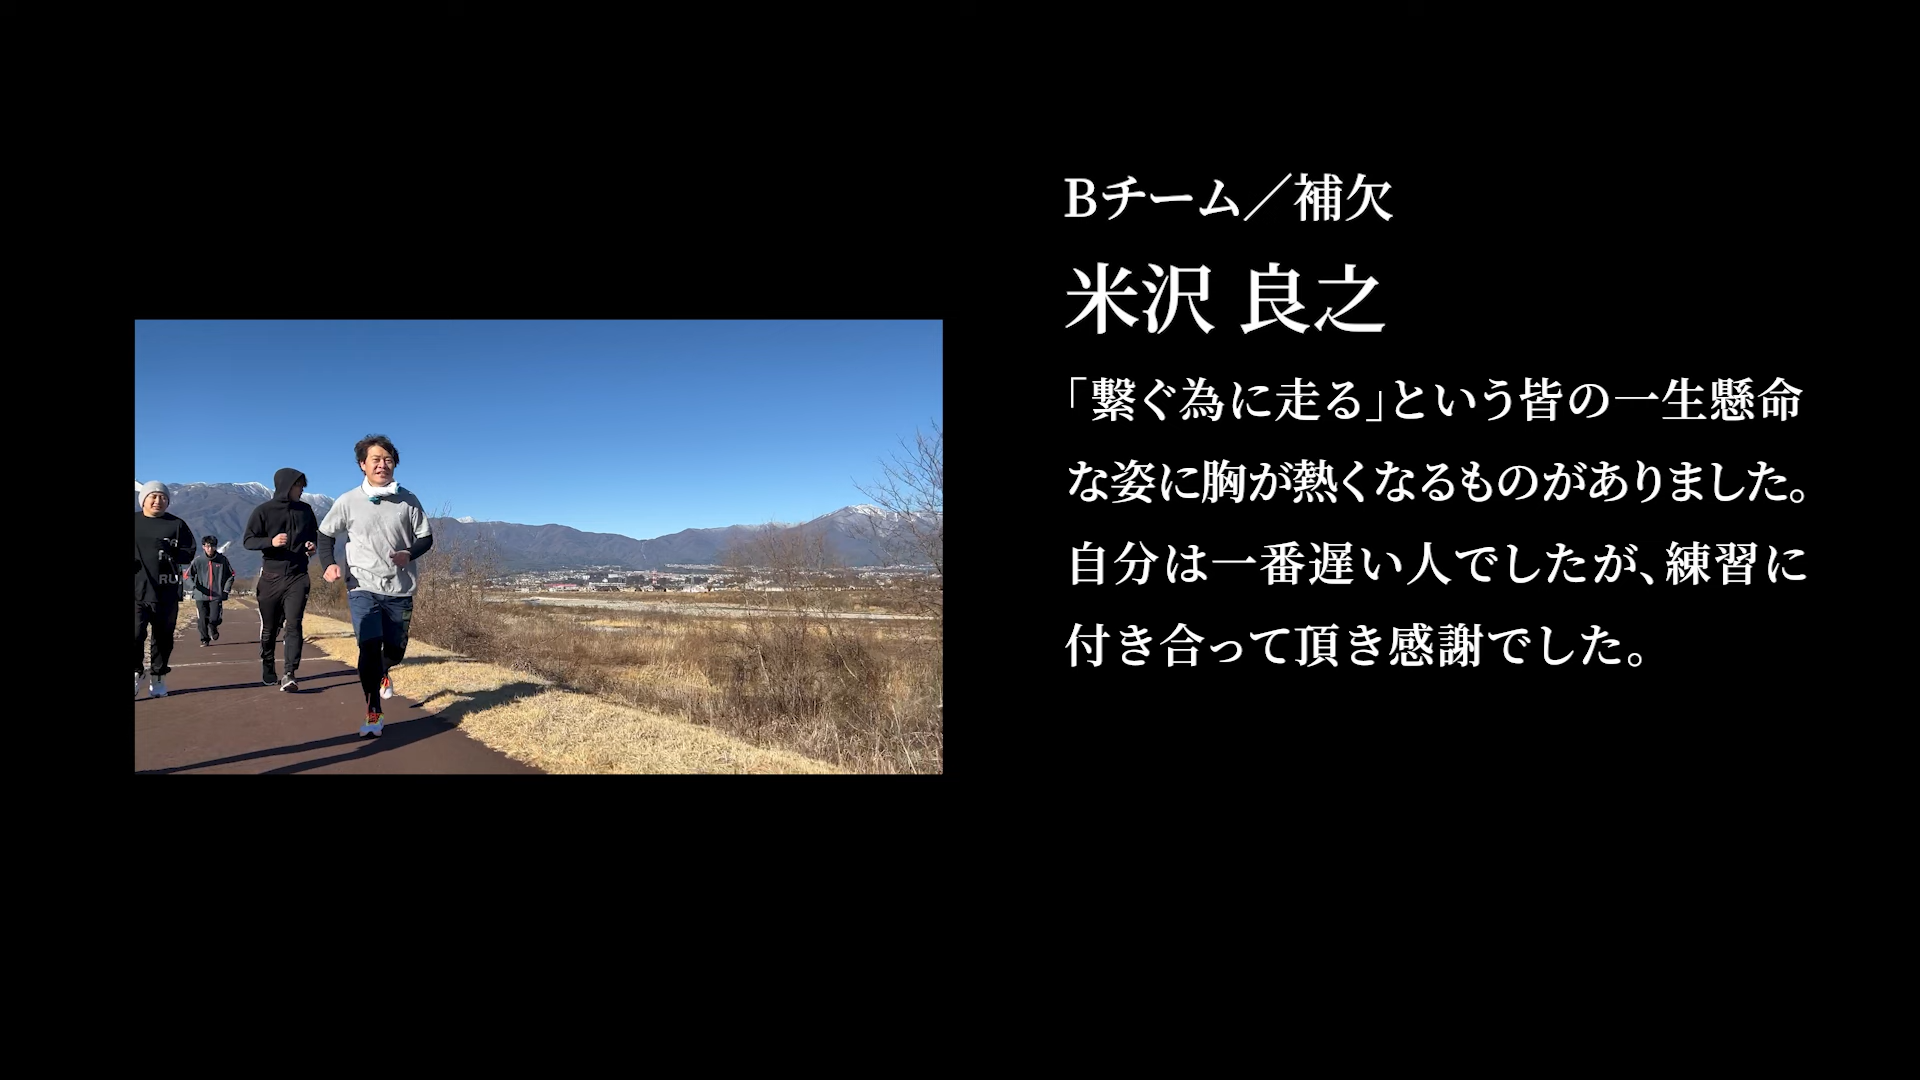 Bチーム／補欠
米沢 良之
「繋ぐ為に走る」という皆の一生懸命
な姿に胸が熱くなるものがありました。
自分は一番遅い人でしたが、練習に
付き合って頂き感謝でした。
RU